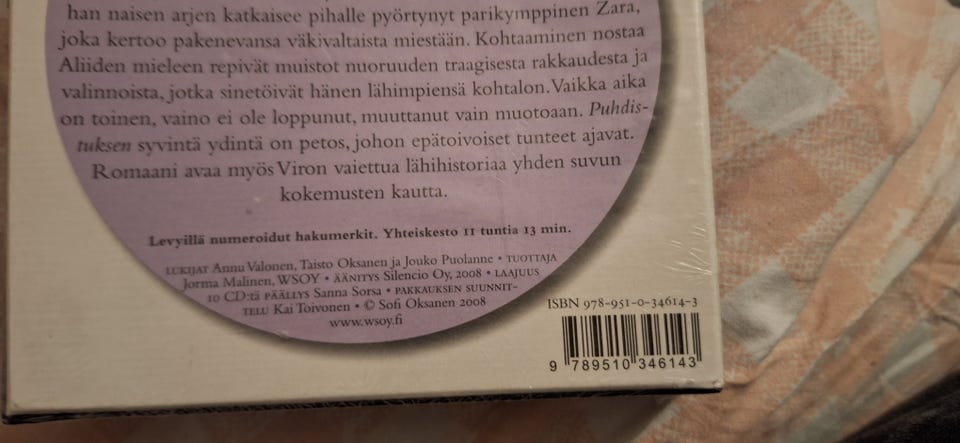 han naisen arjen katkaisee pihalle pyörtynyt parikymppinen Zara,
joka kertoo pakenevansa väkivaltaista miestään. Kohtaaminen nostaa
Aliiden mieleen repivät muistot nuoruuden traagisesta rakkaudesta ja
valinnoista, jotka sinetöivät hänen lähimpiensä kohtalon. Vaikka aika
on toinen, vaino ei ole loppunut, muuttanut vain muotoaan. Puhdis-
tuksen syvintä ydintä on petos, johon epätoivoiset tunteet ajavat.
Romaani avaa myös Viron vaiettua lähihistoriaa yhden suvun
kokemusten kautta.
Levyillä numeroidut hakumerkit. Yhteiskesto 11 tuntia 13 min.
LUKIJAT Annu Valonen, Taisto Oksanen ja Jouko Puolanne • TUOTTAJA
Jorma Malinen, WSOY • ÄÄNITYS Silencio Oy, 2008 • LAAJUUS
10 CD:tä PÄÄLLYS Sanna Sorsa • PAKKAUKSEN SUUNNIT-
TELU Kai Toivonen • © Sofi Oksanen 2008
www.wsoy.fi
ISBN 978-951-0-34614-3
9 789510 346143